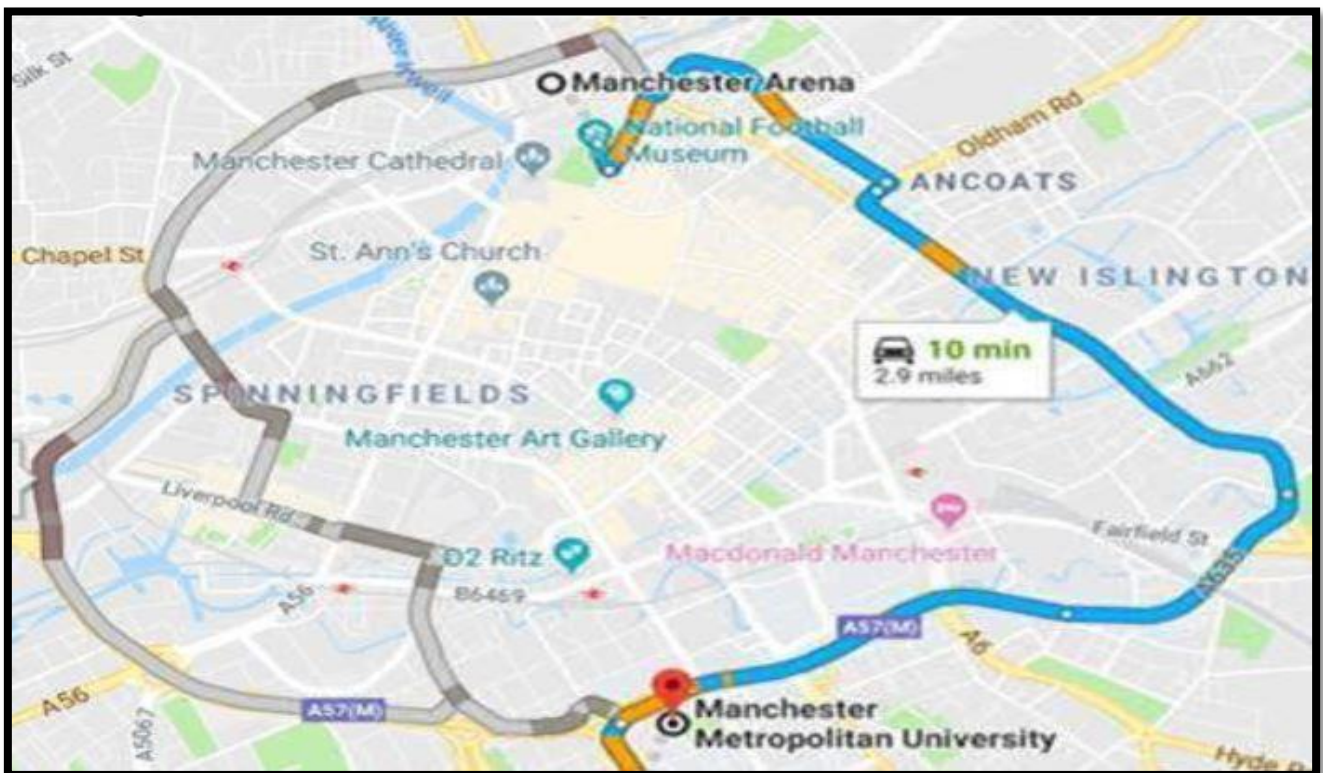 Silk St
Manchester Arena
National Football
Museum
Oldham Rd
Manchester Cathedral
ANCOATS
Chapel St
St. Ann's Church
NEW ISLINGTON
10 min
2.9 miles
A662
SPINNINGFIELDS
Manchester Art Gallery
Liverpool Rd
Fairfield St
Macdonald Manchester
02 Ritz
A635
B6469
A56
A57(M)
A6
A56
A57(M)
A5067
Manchester
Metropolitan University
Hyde